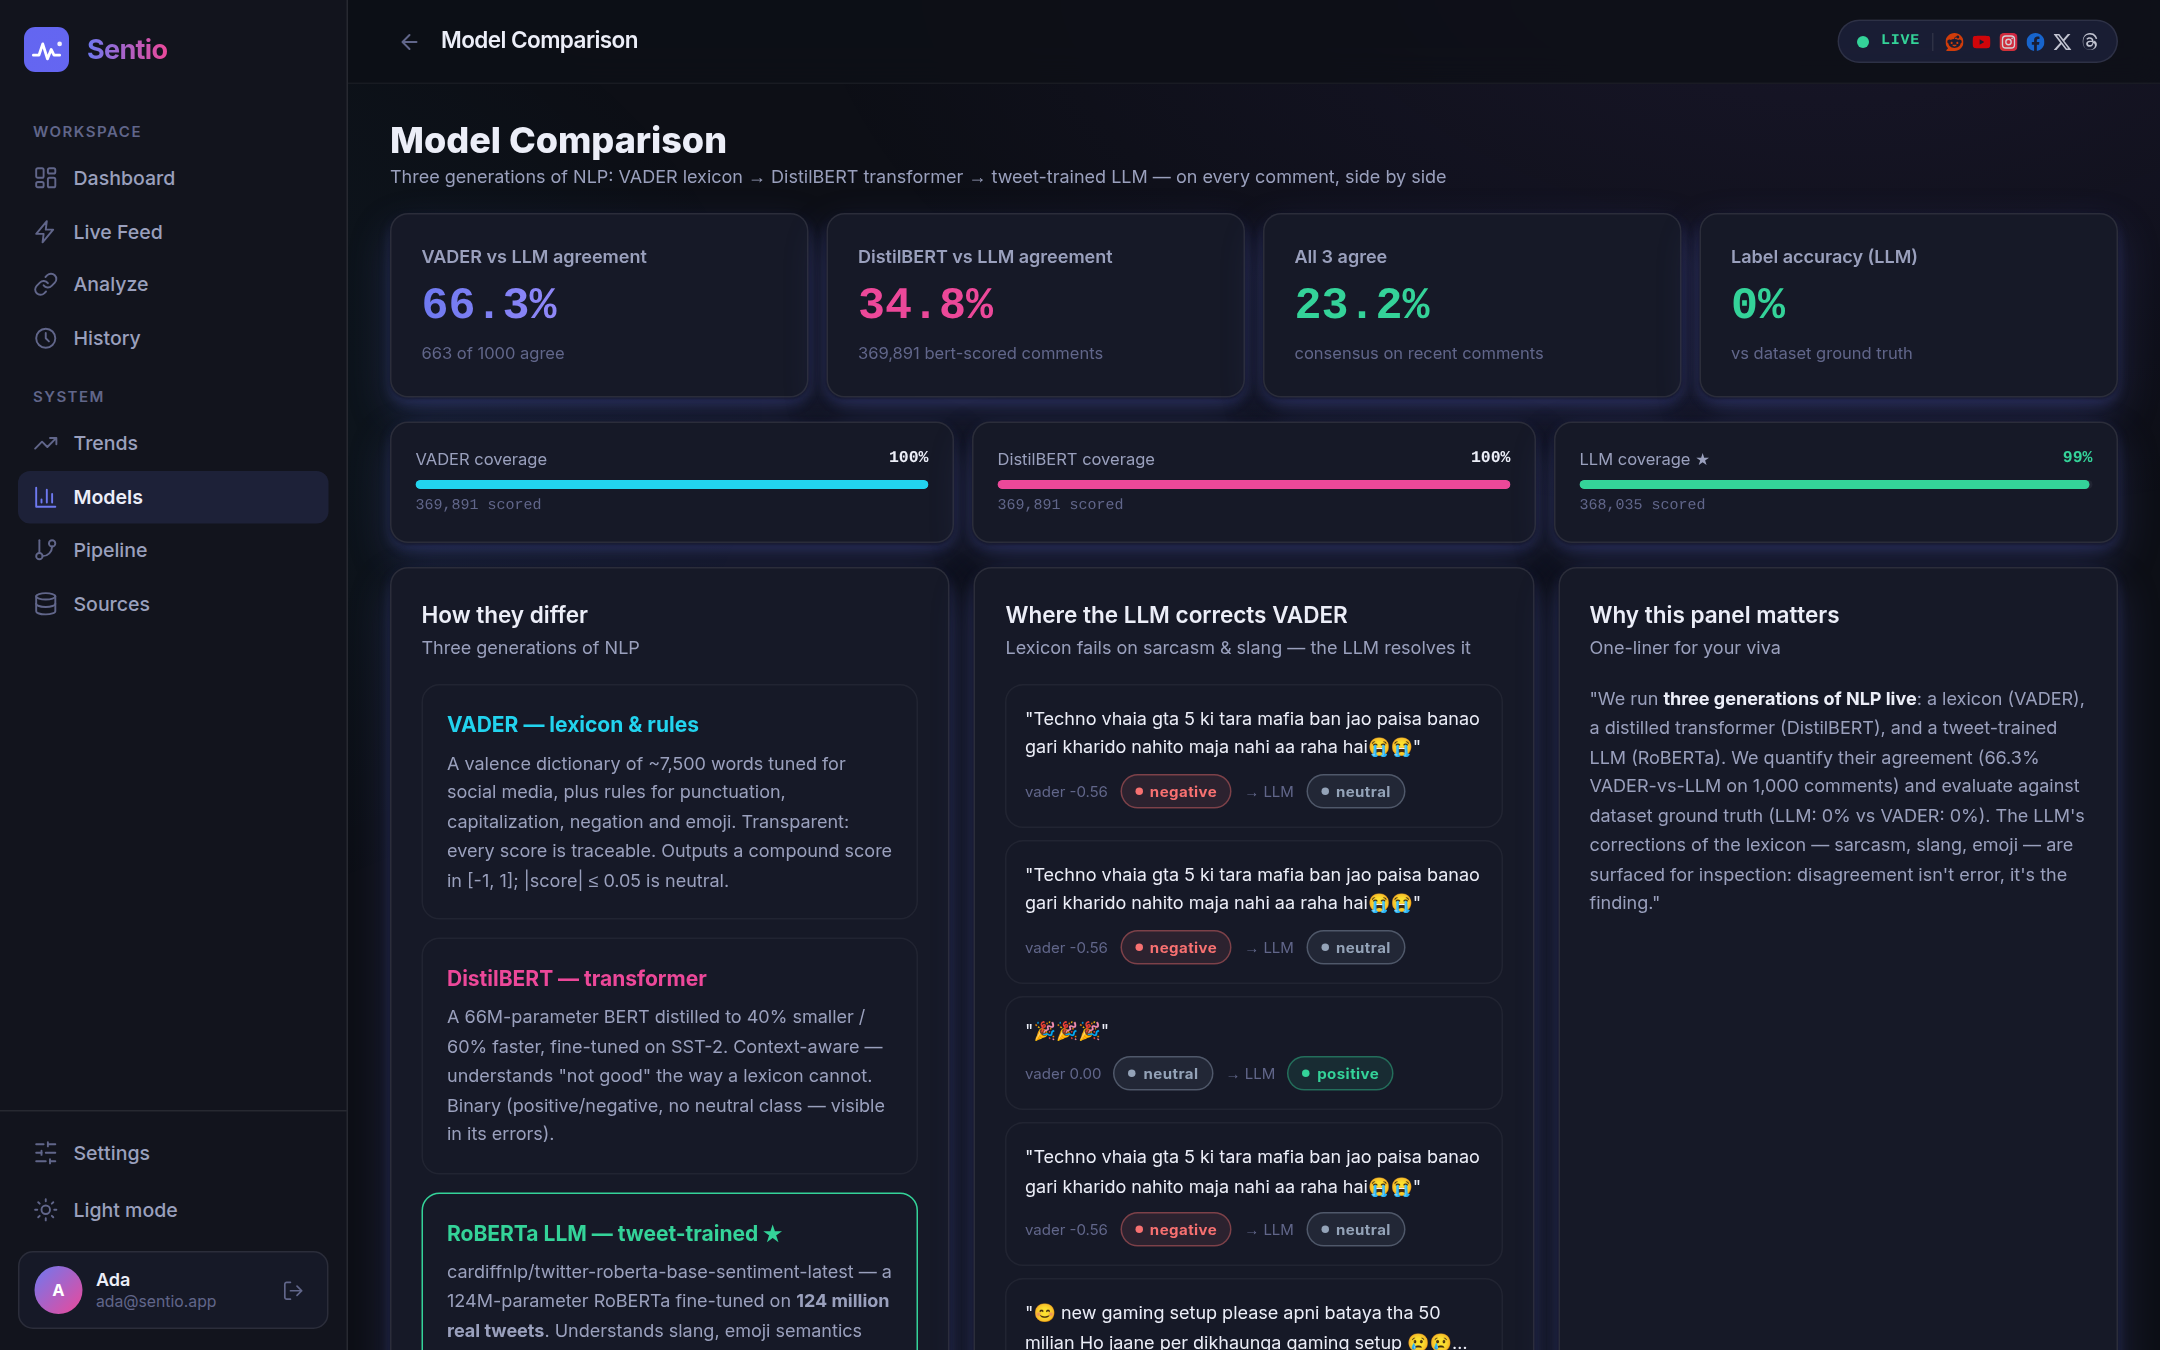 Sentio
WORKSPACE
Dashboard
Live Feed
Analyze
History
SYSTEM
Trends
Models
Pipeline
Sources
Settings
Light mode
A
Ada
ada@sentio.app
Model Comparison
LIVE
Model Comparison
Three generations of NLP: VADER lexicon → DistilBERT transformer → tweet-trained LLM — on every comment, side by side
VADER vs LLM agreement
66.3%
663 of 1000 agree
DistilBERT vs LLM agreement
34.8%
369,891 bert-scored comments
All 3 agree
23.2%
consensus on recent comments
Label accuracy (LLM)
0%
vs dataset ground truth
VADER coverage 100%
369,891 scored
DistilBERT coverage 100%
369,891 scored
LLM coverage ★ 99%
368,035 scored
How they differ
Three generations of NLP
VADER — lexicon & rules
A valence dictionary of ~7,500 words tuned for
social media, plus rules for punctuation,
capitalization, negation and emoji. Transparent:
every score is traceable. Outputs a compound score
in [-1, 1]; |score| ≤ 0.05 is neutral.
DistilBERT — transformer
A 66M-parameter BERT distilled to 40% smaller /
60% faster, fine-tuned on SST-2. Context-aware —
understands "not good" the way a lexicon cannot.
Binary (positive/negative, no neutral class — visible
in its errors).
RoBERTa LLM — tweet-trained ★
cardiffnlp/twitter-roberta-base-sentiment-latest — a
124M-parameter RoBERTa fine-tuned on 124 million
real tweets. Understands slang, emoji semantics
Where the LLM corrects VADER
Lexicon fails on sarcasm & slang — the LLM resolves it
"Techno vhaia gta 5 ki tara mafia ban jao paisa banao
gari kharido nahito maja nahi aa raha hai😭😭"
vader -0.56 negative → LLM neutral
"Techno vhaia gta 5 ki tara mafia ban jao paisa banao
gari kharido nahito maja nahi aa raha hai😭😭"
vader -0.56 negative → LLM neutral
"🎉🎉🎉"
vader 0.00 neutral → LLM positive
"Techno vhaia gta 5 ki tara mafia ban jao paisa banao
gari kharido nahito maja nahi aa raha hai😭😭"
vader -0.56 negative → LLM neutral
"😊 new gaming setup please apni bataya tha 50
milian Ho jaane per dikhaunga gaming setup 😢😢...
Why this panel matters
One-liner for your viva
"We run three generations of NLP live: a lexicon (VADER),
a distilled transformer (DistilBERT), and a tweet-trained
LLM (RoBERTa). We quantify their agreement (66.3%
VADER-vs-LLM on 1,000 comments) and evaluate against
dataset ground truth (LLM: 0% vs VADER: 0%). The LLM's
corrections of the lexicon — sarcasm, slang, emoji — are
surfaced for inspection: disagreement isn't error, it's the
finding."